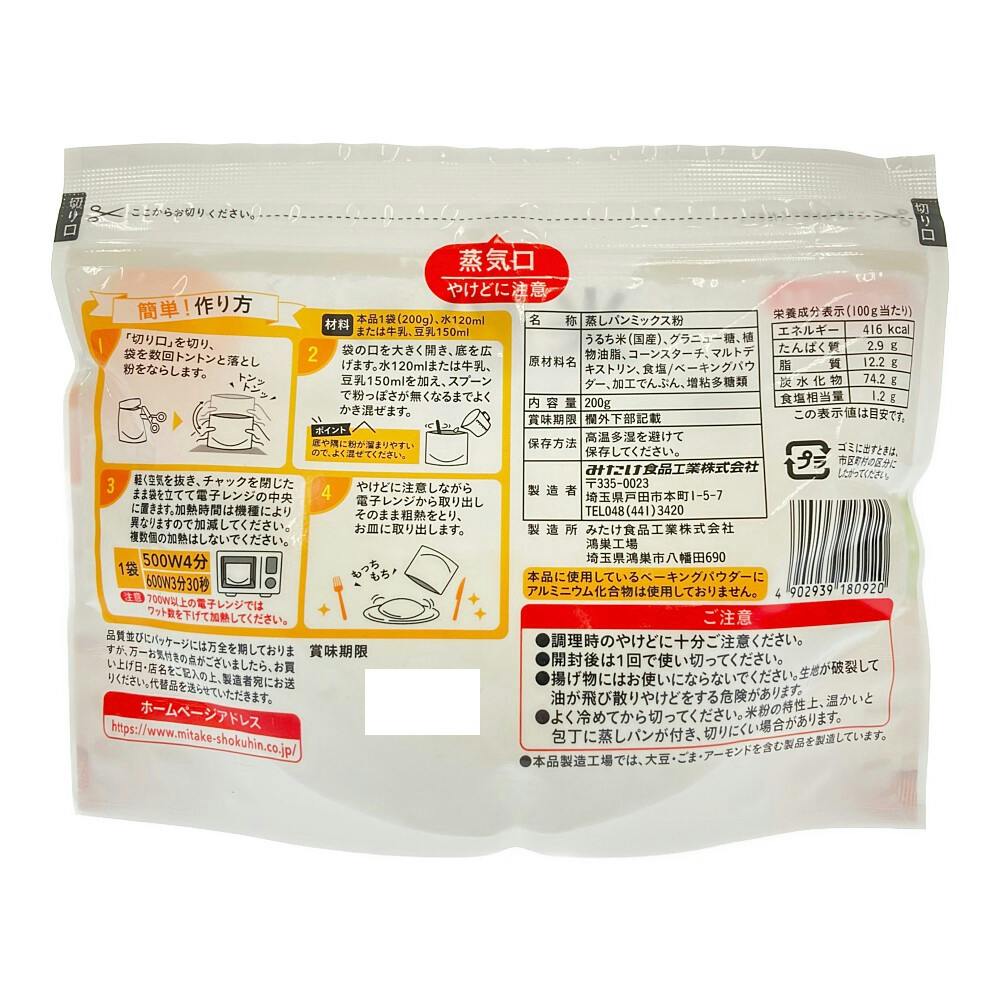 切り口
ここからお切りください。
切り口
蒸気口
やけどに注意
簡単!作り方
材料 本品1袋(200g)、水120ml
または牛乳、豆乳150ml
1
「切り口」を切り、
袋を数回トントンと落とし
粉をならします。
トントン
トントン
2
袋の口を大きく開き、底を広
げます。水120mlまたは牛乳、
豆乳150mlを加え、スプーン
で粉っぽさが無くなるまでよく
かき混ぜます。
ポイント
底や隅に粉が溜まりやすい
ので、よく混ぜてください。
3
軽く空気を抜き、チャックを閉じた
まま袋を立てて電子レンジの中央
に置きます。加熱時間は機種により
異なりますので加減してください。
複数個の加熱はしないでください。
1袋
500W4分
600W3分30秒
注意 700W以上の電子レンジでは
ワット数を下げて加熱してください。
4
やけどに注意しながら
電子レンジから取り出し
そのまま粗熱をとり、
お皿に取り出します。
もっち
もち
品質並びにパッケージには万全を期しておりま
すが、万一お気付きの点がございましたら、お買
い上げ日・店名をご記入の上、製造者宛にお送
りください。代替品を送らせていただきます。
ホームページアドレス
https://www.mitake-shokuhin.co.jp/
賞味期限
名称 蒸しパンミックス粉
原材料名 うるち米(国産)、グラニュー糖、植
物油脂、コーンスターチ、マルトデ
キストリン、食塩/ベーキングパウ
ダー、加工でんぷん、増粘多糖類
内容量 200g
賞味期限 欄外下部記載
保存方法 高温多湿を避けて
保存してください。
製造者 みたけ食品工業株式会社
〒335-0023
埼玉県戸田市本町1-5-7
TEL048(441)3420
製造所 みたけ食品工業株式会社
鴻巣工場
埼玉県鴻巣市八幡田690
本品に使用しているベーキングパウダーに
アルミニウム化合物は使用しておりません。
栄養成分表示(100g当たり)
エネルギー 416 kcal
たんぱく質 2.9 g
脂質 12.2 g
炭水化物 74.2 g
食塩相当量 1.2 g
この表示値は目安です。
プラ
ゴミに出すときは、
市区町村の区分に
したがってください。
4 902939 180920
ご注意
●調理時のやけどに十分ご注意ください。
●開封後は1回で使い切ってください。
●揚げ物にはお使いにならないでください。生地が破裂して
油が飛び散りやけどをする危険があります。
●よく冷めてから切ってください。米粉の特性上、温かいと
包丁に蒸しパンが付き、切りにくい場合があります。
●本品製造工場では、大豆・ごま・アーモンドを含む製品を製造しています。